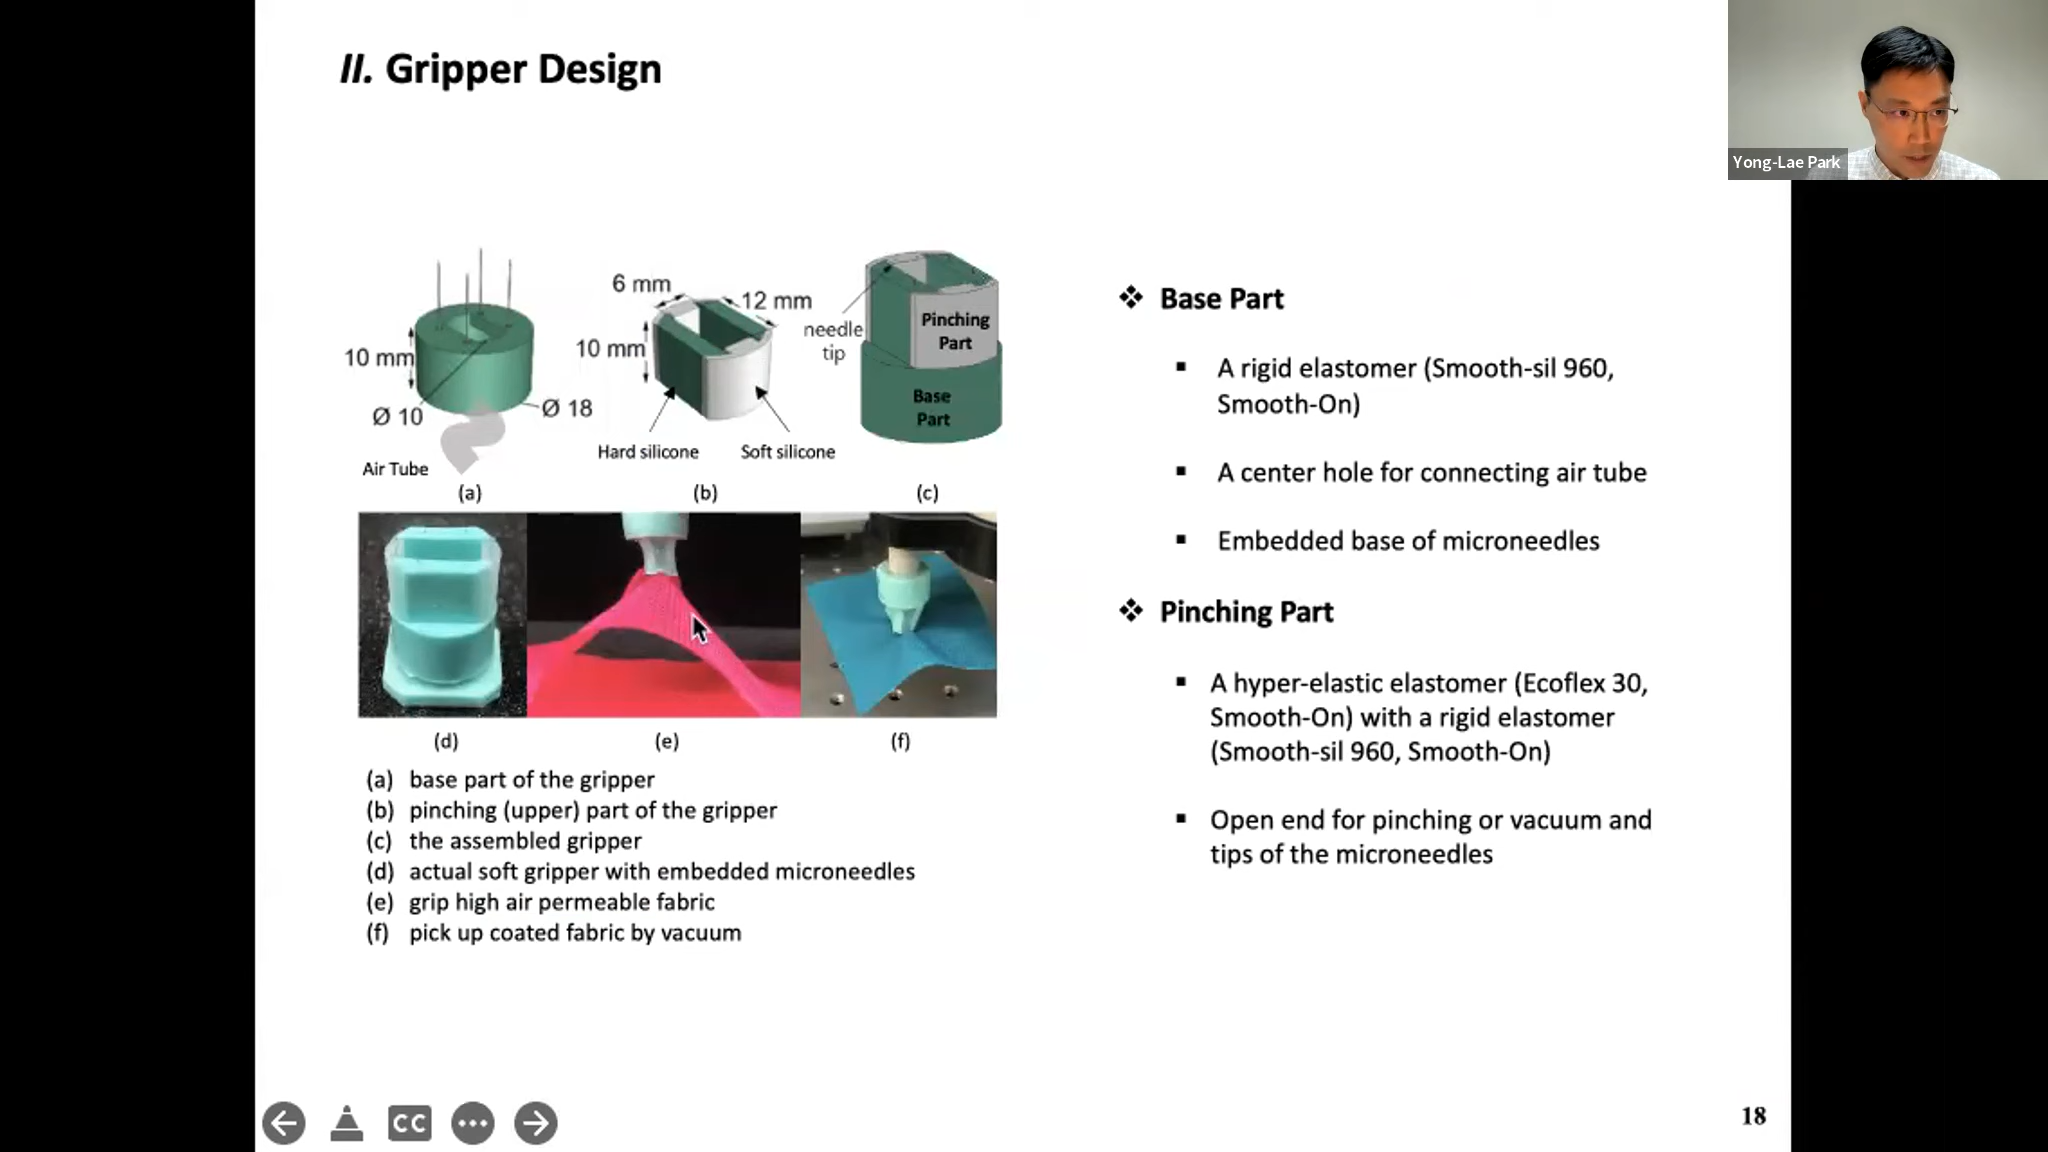 II. Gripper Design
Yong-Lae Park
6 mm
12 mm
10 mm
Ø 10
Ø 18
Air Tube
10 mm
Hard silicone
Soft silicone
needle
tip
Pinching
Part
Base
Part
(a)
(b)
(c)
(d)
(e)
(f)
(a) base part of the gripper
(b) pinching (upper) part of the gripper
(c) the assembled gripper
(d) actual soft gripper with embedded microneedles
(e) grip high air permeable fabric
(f) pick up coated fabric by vacuum
❖ Base Part
▪ A rigid elastomer (Smooth-sil 960,
Smooth-On)
▪ A center hole for connecting air tube
▪ Embedded base of microneedles
❖ Pinching Part
▪ A hyper-elastic elastomer (Ecoflex 30,
Smooth-On) with a rigid elastomer
(Smooth-sil 960, Smooth-On)
▪ Open end for pinching or vacuum and
tips of the microneedles
CC
18